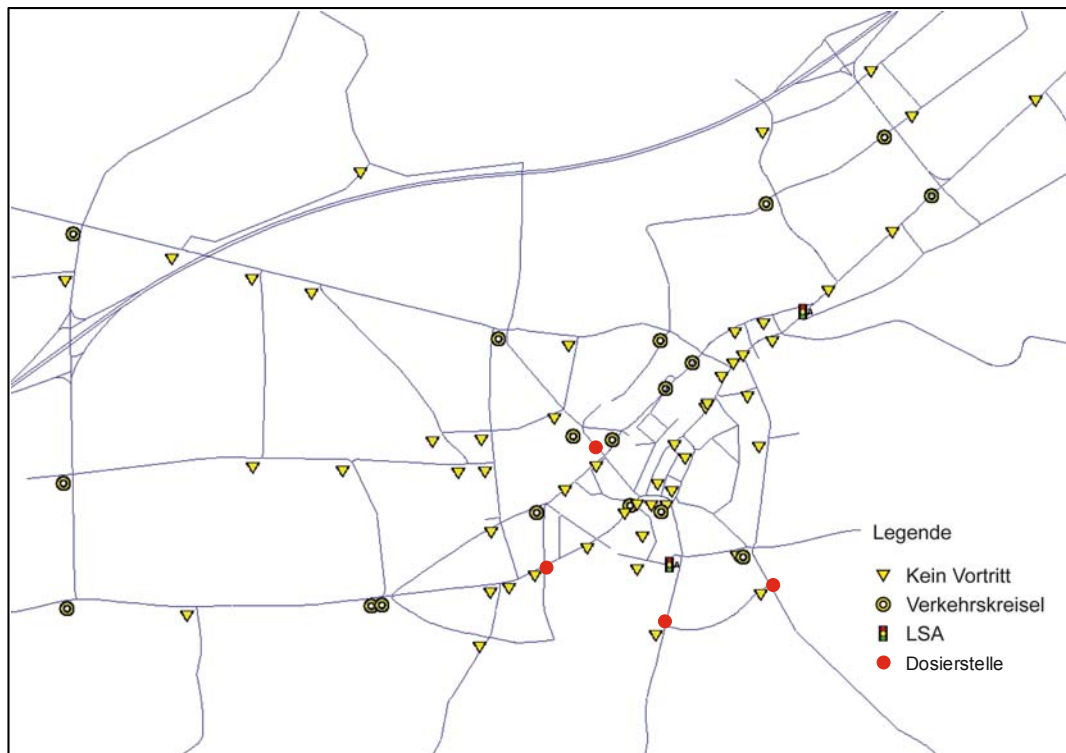 Legende
Kein Vortritt
Verkehrskreisel
LSA
Dosierstelle